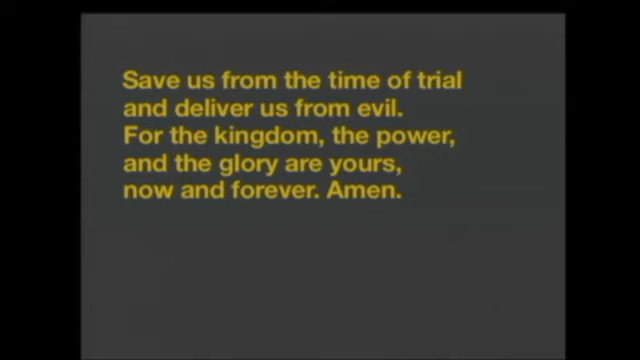 Save us from the time of trial
and deliver us from evil.
For the kingdom, the power,
and the glory are yours,
now and forever. Amen.